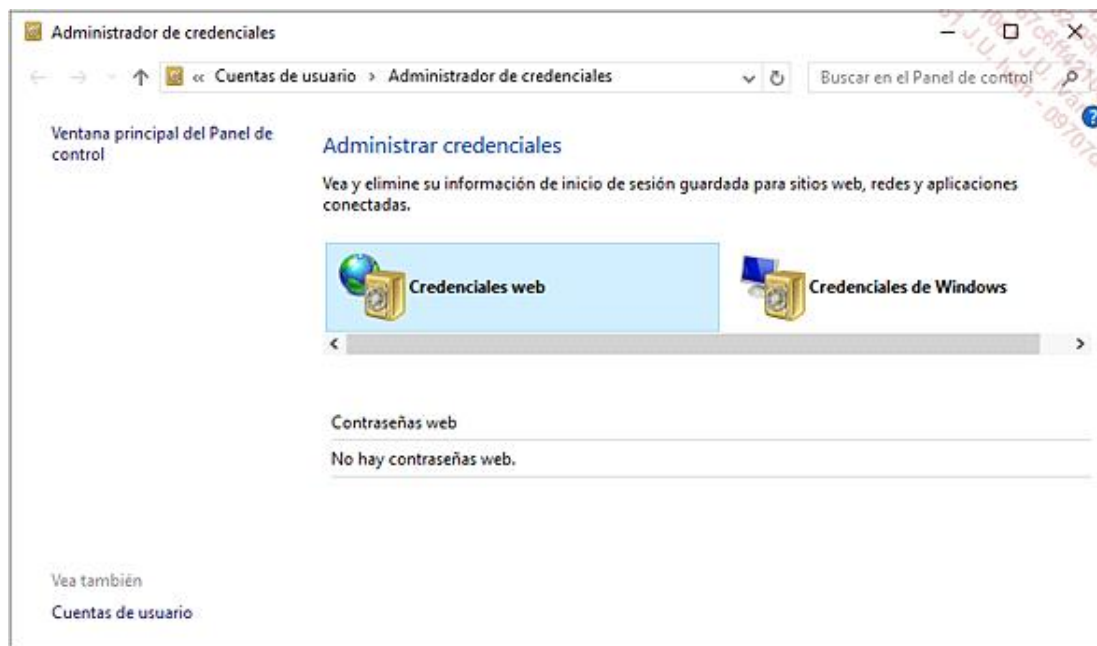 Administrador de credenciales
« Cuentas de usuario › Administrador de credenciales
Buscar en el Panel de control
Ventana principal del Panel de
control
Administrar credenciales
Vea y elimine su información de inicio de sesión guardada para sitios web, redes y aplicaciones
conectadas.
Credenciales web
Credenciales de Windows
Contraseñas web
No hay contraseñas web.
Vea también
Cuentas de usuario